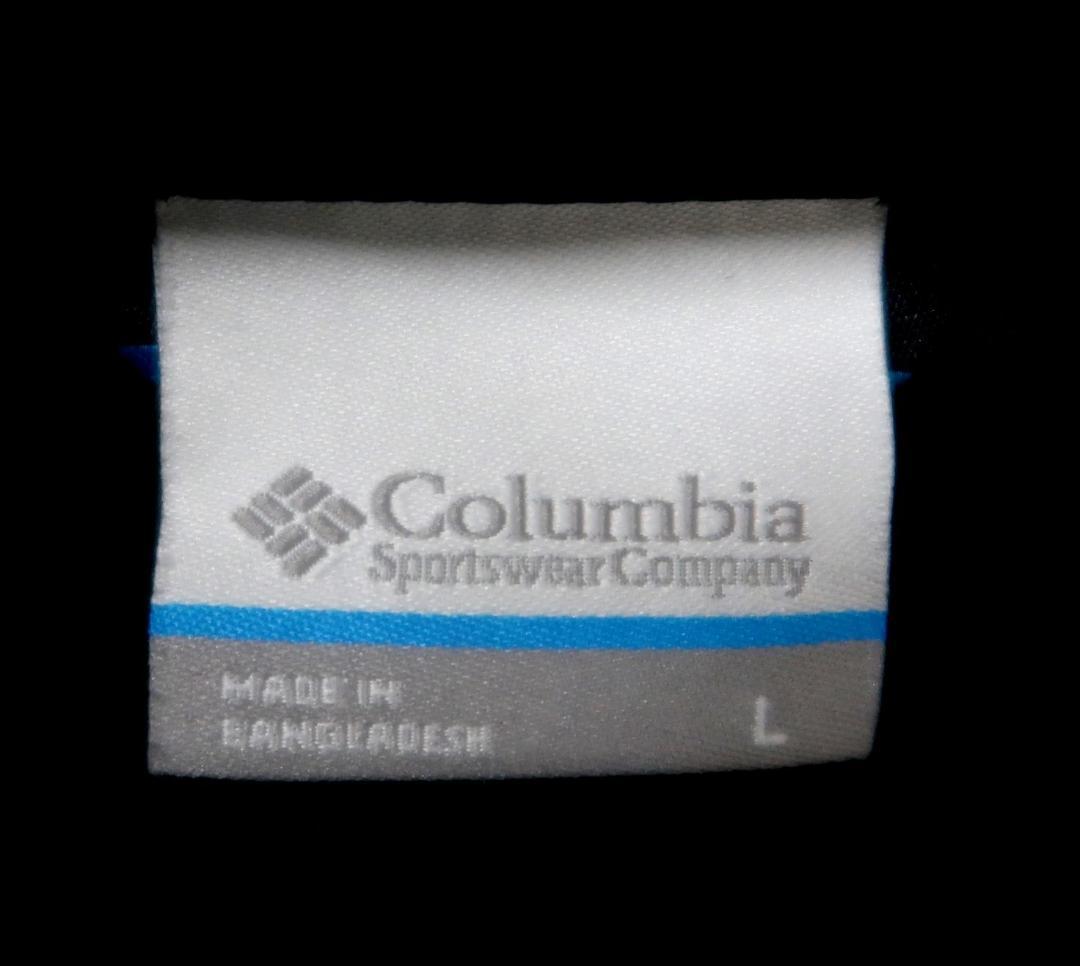 Columbia
Sportswear Company
MADE IN
BANGLADESH
L